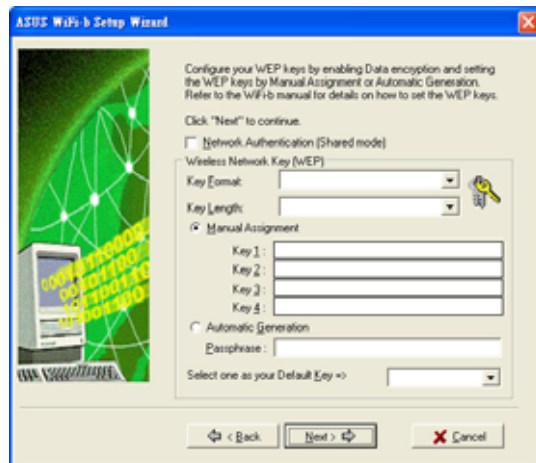 ASUS WiFi-b Setup Wizard
Configure your WEP keys by enabling Data encryption and setting
the WEP keys by Manual Assignment or Automatic Generation.
Refer to the WiFi-b manual for details on how to set the WEP keys.
Click "Next" to continue.
Network Authentication (Shared mode)
Wireless Network Key (WEP)
Key Format:
Key Length:
Manual Assignment
Key 1 :
Key 2 :
Key 3 :
Key 4 :
Automatic Generation
Passphrase :
Select one as your Default Key =>
< Back
Next >
Cancel